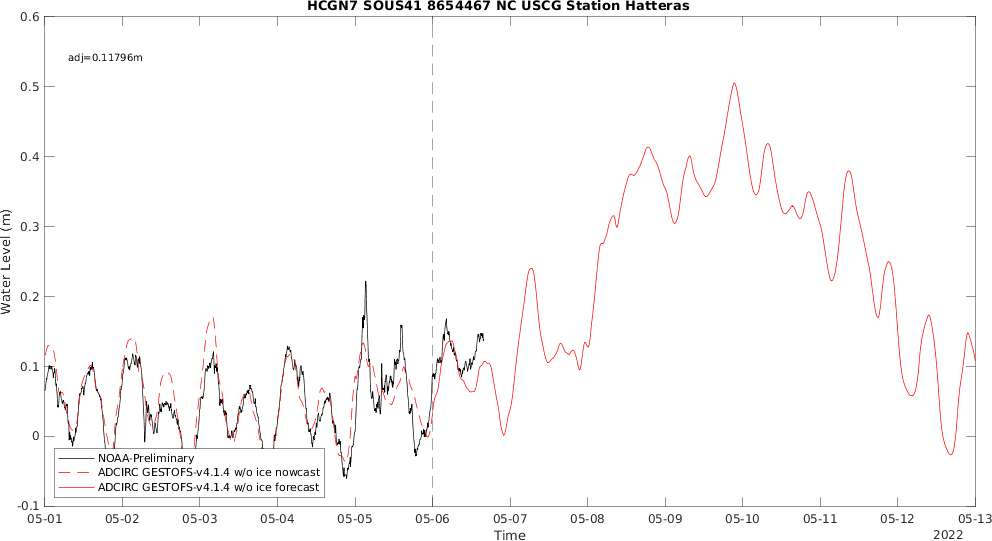 HCGN7 SOUS41 8654467 NC USCG Station Hatteras
adj=0.11796m
Water Level (m)
0.6
0.5
0.4
0.3
0.2
0.1
0
-0.1
NOAA-Preliminary
ADCIRC GESTOFS-v4.1.4 w/o ice nowcast
ADCIRC GESTOFS-v4.1.4 w/o ice forecast
05-01 05-02 05-03 05-04 05-05 05-06 05-07 05-08 05-09 05-10 05-11 05-12 05-13
Time
2022